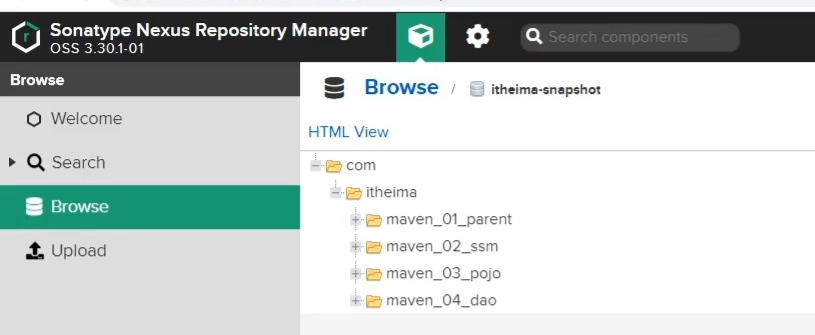 Sonatype Nexus Repository Manager
OSS 3.30.1-01
Search components
Browse
Welcome
Search
Browse
Upload
Browse / itheima-snapshot
HTML View
com
itheima
maven_01_parent
maven_02_ssm
maven_03_pojo
maven_04_dao